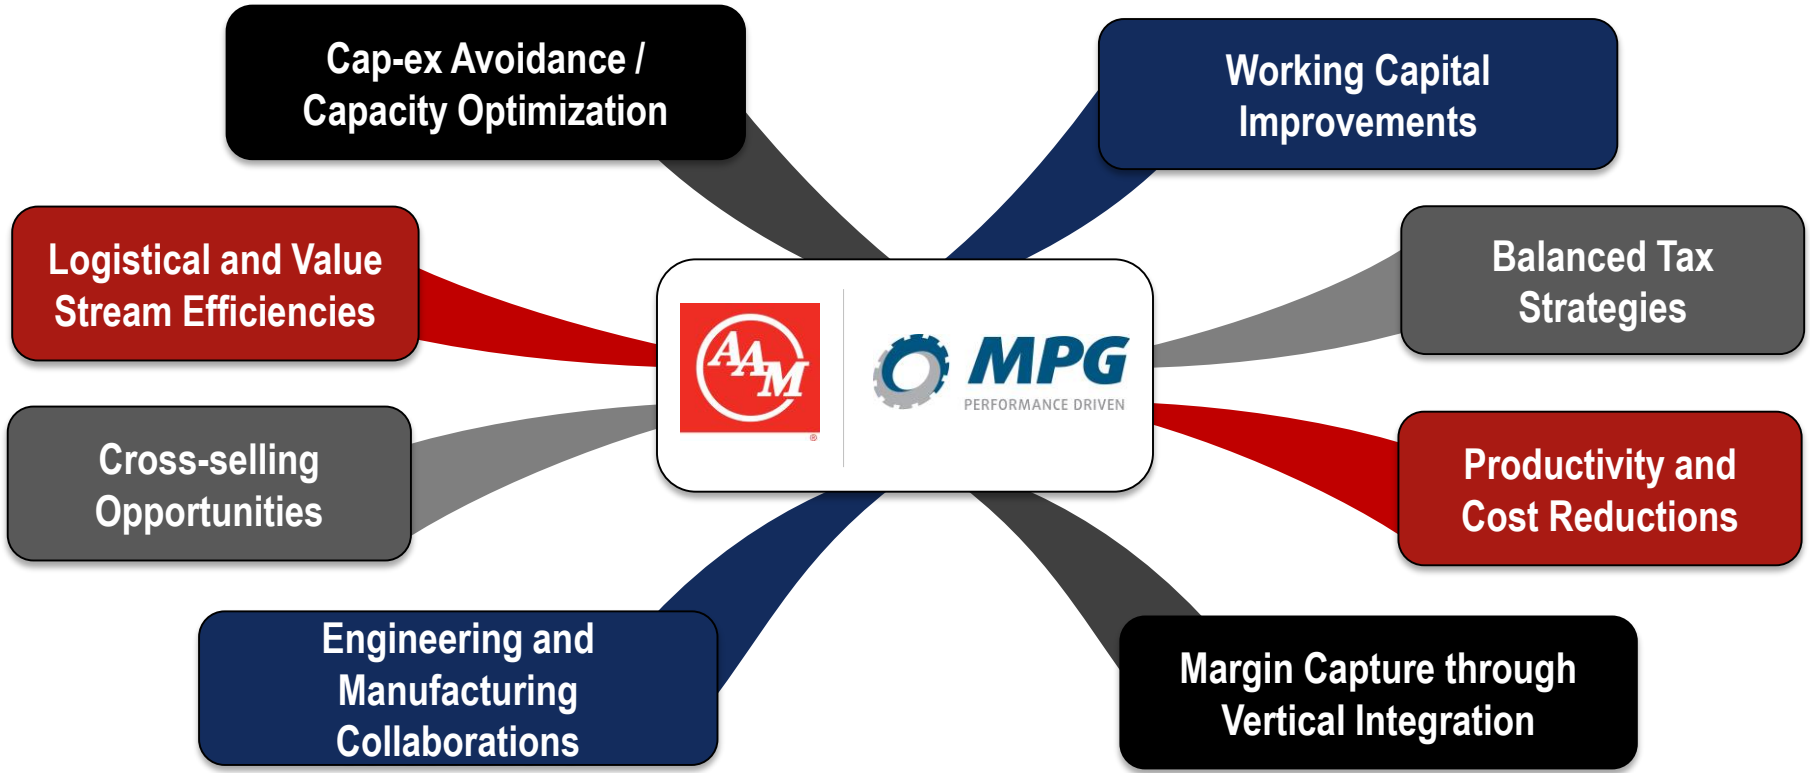 Cap-ex Avoidance /
Capacity Optimization
Working Capital
Improvements
Logistical and Value
Stream Efficiencies
Balanced Tax
Strategies
AAM
®
MPG
PERFORMANCE DRIVEN
Cross-selling
Opportunities
Productivity and
Cost Reductions
Engineering and
Manufacturing
Collaborations
Margin Capture through
Vertical Integration